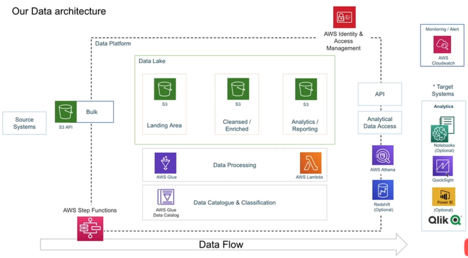 Our Data architecture
AWS Identity &
Access
Management
Monitoring / Alert
AWS
Cloudwatch
Data Platform
Data Lake
S3
Landing Area
S3
Cleansed /
Enriched
S3
Analytics /
Reporting
Source
Systems
S3 API
Bulk
API
Analytical
Data Access
* Target
Systems
Analytics
Notebooks
(Optional)
QuickSight
Power BI
(Optional)
Qlik
AWS Glue
Data Processing
AWS Lambda
AWS Athena
AWS Glue
Data Catalog
Data Catalogue & Classification
Redshift
(Optional)
AWS Step Functions
Data Flow